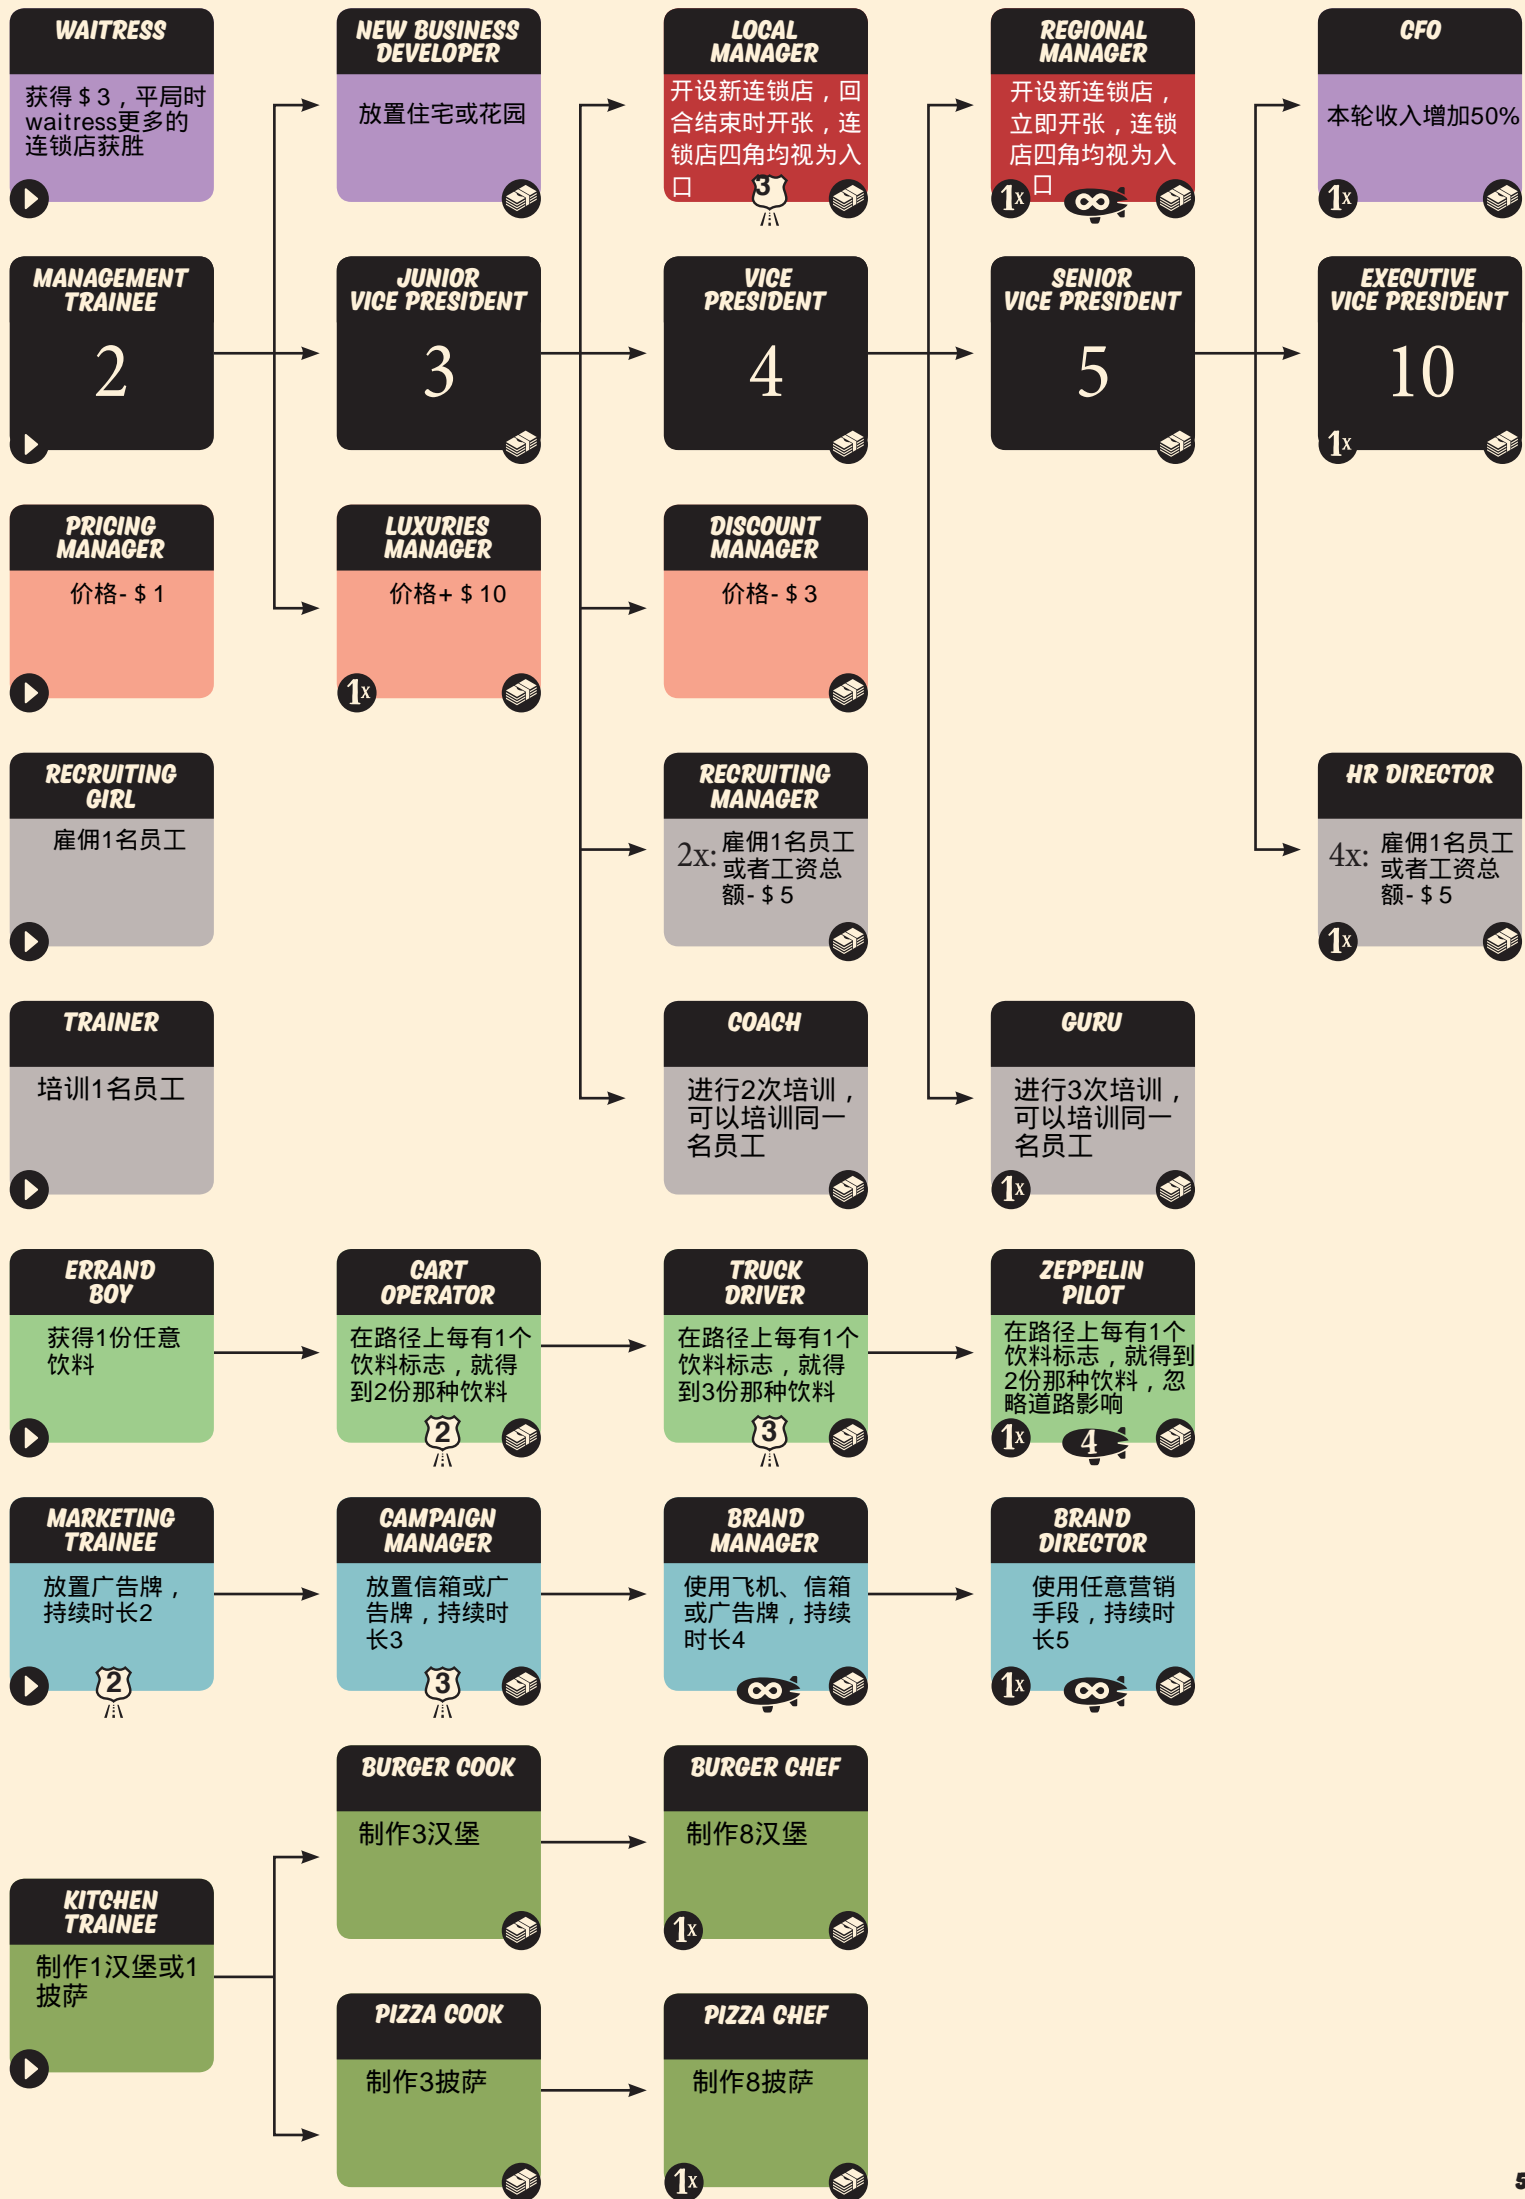 WAITRESS
获得＄3，平局时
waitress更多的
连锁店获胜
NEW BUSINESS
DEVELOPER
放置住宅或花园
LOCAL
MANAGER
开设新连锁店，回
合结束时开张，连
锁店四角均视为入
口
3
REGIONAL
MANAGER
开设新连锁店，
立即开张，连锁
店四角均视为入
口
1x
∞
CFO
本轮收入增加50%
1x
MANAGEMENT
TRAINEE
2
JUNIOR
VICE PRESIDENT
3
VICE
PRESIDENT
4
SENIOR
VICE PRESIDENT
5
EXECUTIVE
VICE PRESIDENT
10
1x
PRICING
MANAGER
价格-＄1
LUXURIES
MANAGER
价格+＄10
1x
DISCOUNT
MANAGER
价格-＄3
RECRUITING
GIRL
雇佣1名员工
RECRUITING
MANAGER
2x: 雇佣1名员工
或者工资总
额-＄5
HR DIRECTOR
4x: 雇佣1名员工
或者工资总
额-＄5
1x
TRAINER
培训1名员工
COACH
进行2次培训，
可以培训同一
名员工
GURU
进行3次培训，
可以培训同一
名员工
1x
ERRAND
BOY
获得1份任意
饮料
CART
OPERATOR
在路径上每有1个
饮料标志，就得
到2份那种饮料
2
TRUCK
DRIVER
在路径上每有1个
饮料标志，就得
到3份那种饮料
3
ZEPPELIN
PILOT
在路径上每有1个
饮料标志，就得到
2份那种饮料，忽
略道路影响
1x
4
MARKETING
TRAINEE
放置广告牌，
持续时长2
2
CAMPAIGN
MANAGER
放置信箱或广
告牌，持续时
长3
3
BRAND
MANAGER
使用飞机、信箱
或广告牌，持续
时长4
∞
BRAND
DIRECTOR
使用任意营销
手段，持续时
长5
1x
∞
KITCHEN
TRAINEE
制作1汉堡或1
披萨
BURGER COOK
制作3汉堡
BURGER CHEF
制作8汉堡
1x
PIZZA COOK
制作3披萨
PIZZA CHEF
制作8披萨
1x
5